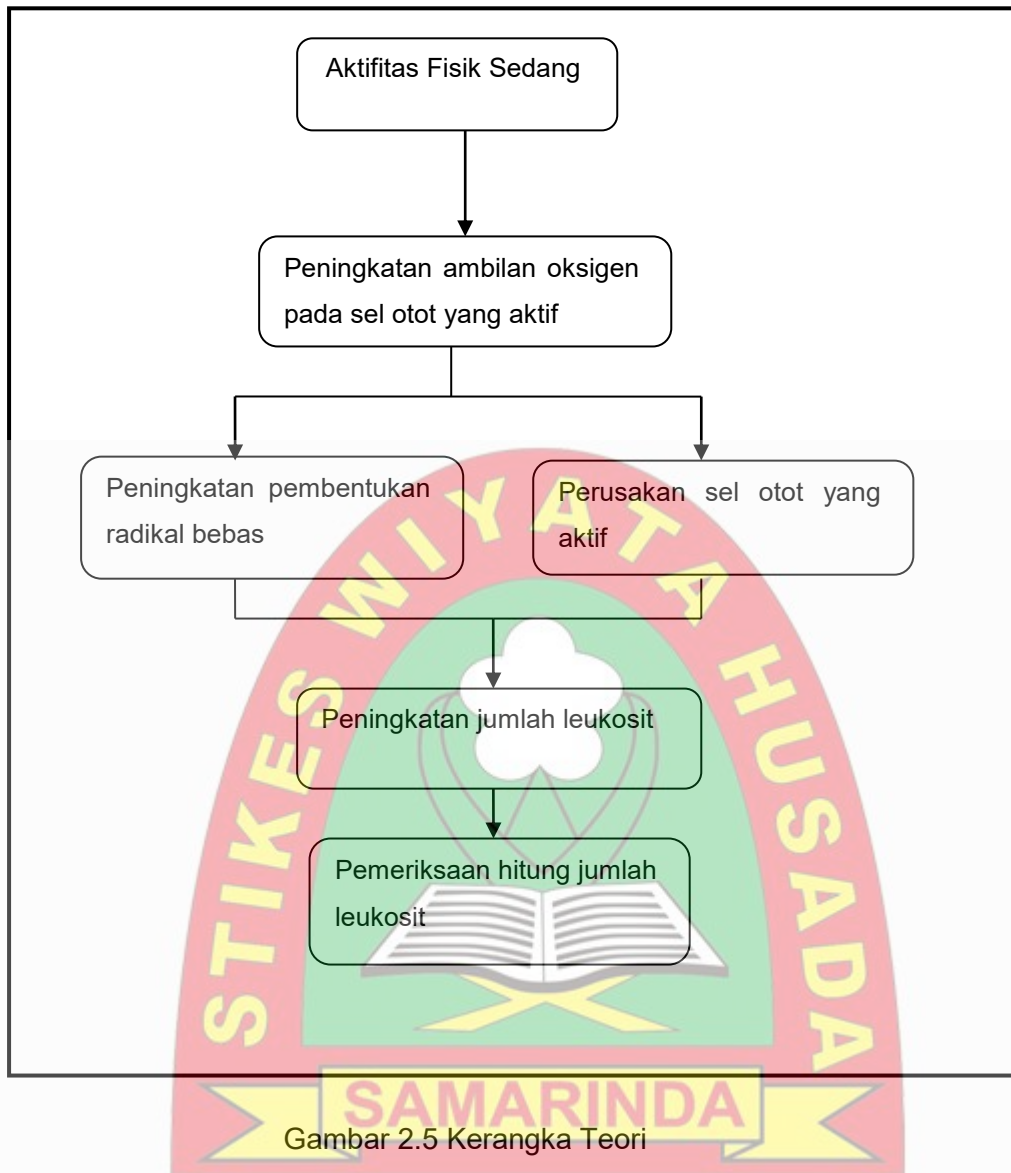 Aktifitas Fisik Sedang
Peningkatan ambilan oksigen
pada sel otot yang aktif
Peningkatan pembentukan
radikal bebas
Perusakan sel otot yang
aktif
Peningkatan jumlah leukosit
Pemeriksaan hitung jumlah
leukosit
STIKES WIYATA HUSADA
SAMARINDA
Gambar 2.5 Kerangka Teori